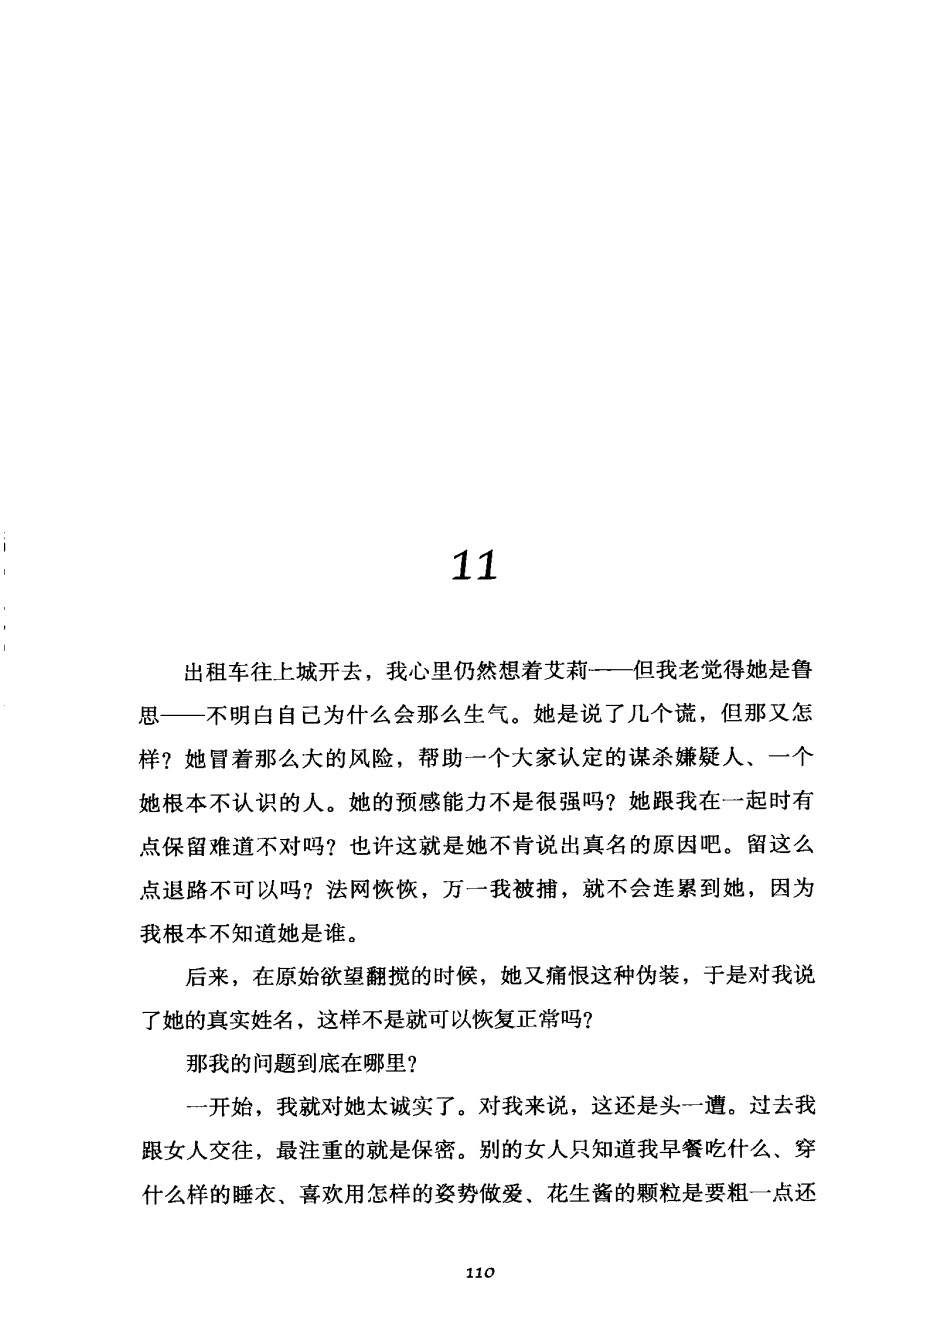 11
出租车往上城开去，我心里仍然想着艾莉——但我老觉得她是鲁
思——不明白自己为什么会那么生气。她是说了几个谎，但那又怎
样？她冒着那么大的风险，帮助一个大家认定的谋杀嫌疑人、一个
她根本不认识的人。她的预感能力不是很强吗？她跟我在一起时有
点保留难道不对吗？也许这就是她不肯说出真名的原因吧。留这么
点退路不可以吗？法网恢恢，万一我被捕，就不会连累到她，因为
我根本不知道她是谁。
后来，在原始欲望翻搅的时候，她又痛恨这种伪装，于是对我说
了她的真实姓名，这样不是就可以恢复正常吗？
那我的问题到底在哪里？
一开始，我就对她太诚实了。对我来说，这还是头一遭。过去我
跟女人交往，最注重的就是保密。别的女人只知道我早餐吃什么、穿
什么样的睡衣、喜欢用怎样的姿势做爱、花生酱的颗粒是要粗一点还
110